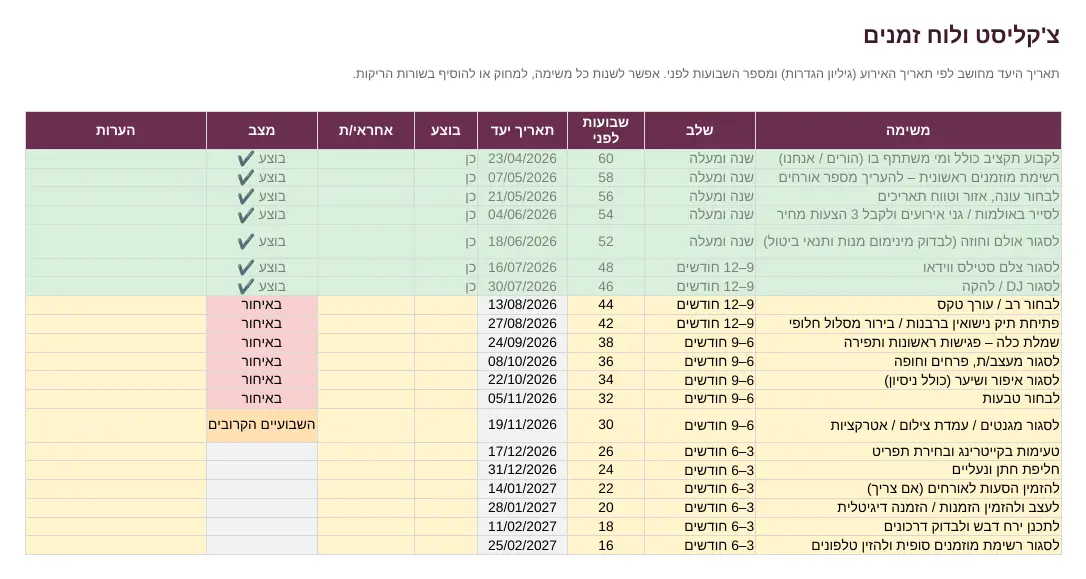 צ'קליסט ולוח זמנים
תאריך היעד מחושב לפי תאריך האירוע (גיליון הגדרות) ומספר השבועות לפני. אפשר לשנות כל משימה, למחוק או להוסיף בשורות הריקות.
משימה שלב שבועות לפני תאריך יעד בוצע אחראי/ת מצב הערות
לקבוע תקציב כולל ומי משתתף בו (הורים / אנחנו) שנה ומעלה 60 23/04/2026 כן בוצע ✔
רשימת מוזמנים ראשונית – להעריך מספר אורחים שנה ומעלה 58 07/05/2026 כן בוצע ✔
לבחור עונה, אזור וטווח תאריכים שנה ומעלה 56 21/05/2026 כן בוצע ✔
לסייר באולמות / גני אירועים ולקבל 3 הצעות מחיר שנה ומעלה 54 04/06/2026 כן בוצע ✔
לסגור אולם וחוזה (לבדוק מינימום מנות ותנאי ביטול) שנה ומעלה 52 18/06/2026 כן בוצע ✔
לסגור צלם סטילס ווידאו 9–12 חודשים 48 16/07/2026 כן בוצע ✔
לסגור DJ / להקה 9–12 חודשים 46 30/07/2026 כן בוצע ✔
לבחור רב / עורך טקס 9–12 חודשים 44 13/08/2026 באיחור
פתיחת תיק נישואין ברבנות / בירור מסלול חלופי 9–12 חודשים 42 27/08/2026 באיחור
שמלת כלה – פגישות ראשונות ותפירה 6–9 חודשים 38 24/09/2026 באיחור
לסגור מעצב/ת, פרחים וחופה 6–9 חודשים 36 08/10/2026 באיחור
לסגור איפור ושיער (כולל ניסיון) 6–9 חודשים 34 22/10/2026 באיחור
לבחור טבעות 6–9 חודשים 32 05/11/2026 באיחור
לסגור מגנטים / עמדת צילום / אטרקציות 6–9 חודשים 30 19/11/2026 השבועיים הקרובים
טעימות בקייטרינג ובחירת תפריט 3–6 חודשים 26 17/12/2026
חליפת חתן ונעליים 3–6 חודשים 24 31/12/2026
להזמין הסעות לאורחים (אם צריך) 3–6 חודשים 22 14/01/2027
לעצב ולהזמין הזמנות / הזמנה דיגיטלית 3–6 חודשים 20 28/01/2027
לתכנן ירח דבש ולבדוק דרכונים 3–6 חודשים 18 11/02/2027
לסגור רשימת מוזמנים סופית ולהזין טלפונים 3–6 חודשים 16 25/02/2027